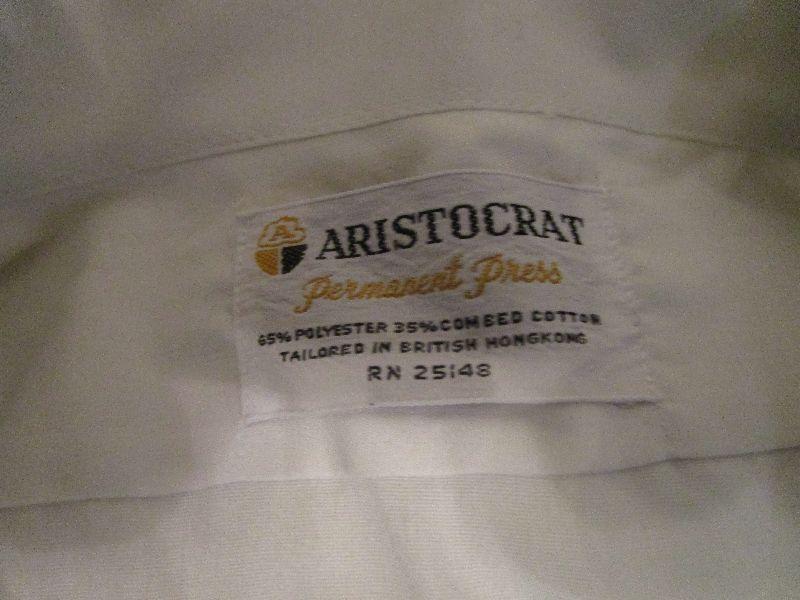 A ARISTOCRAT
Permanent Press
65% POLYESTER 35% COMBED COTTON
TAILORED IN BRITISH HONGKONG
RN 25148